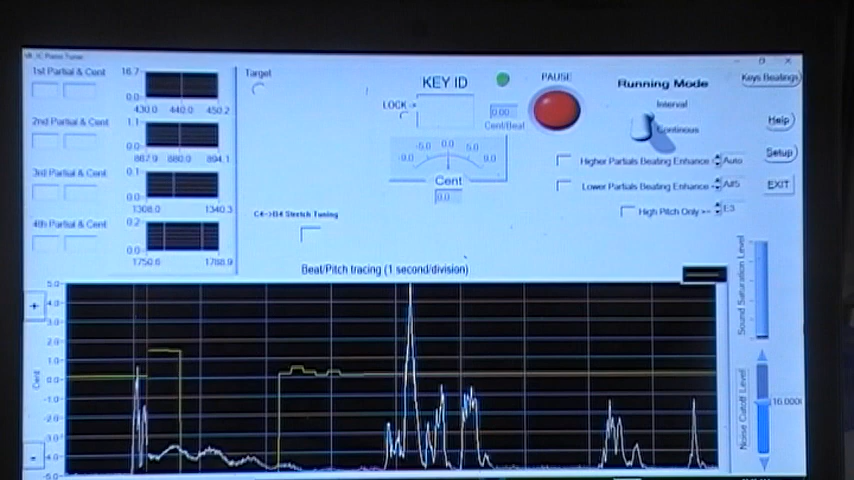 Piano Tuner
1st Partial & Cent
16.7
0.0
430.0 440.0 450.2
2nd Partial & Cent
1.1
0.0
867.9 880.0 894.1
3rd Partial & Cent
0.1
0.0
1308.0 1340.3
4th Partial & Cent
0.2
0.0
1750.6 1788.9
Target
KEY ID
LOCK ->
0.00
Cent/Beat
-9.0 -5.0 0.0 5.0 9.0
Cent
0.0
C4->B4 Stretch Tuning
PAUSE
Running Mode
Interval
Continous
Keys Beatings
Help
Setup
EXIT
Higher Partials Beating Enhance - Auto
Lower Partials Beating Enhance -
High Pitch Only >= E3
Beat/Pitch tracing (1 second/division)
+
-
Cent
5.0
4.0
3.0
2.0
1.0
0.0
-1.0
-2.0
-3.0
-4.0
-5.0
Sound Saturation Level
Noise Cutoff Level
16.000